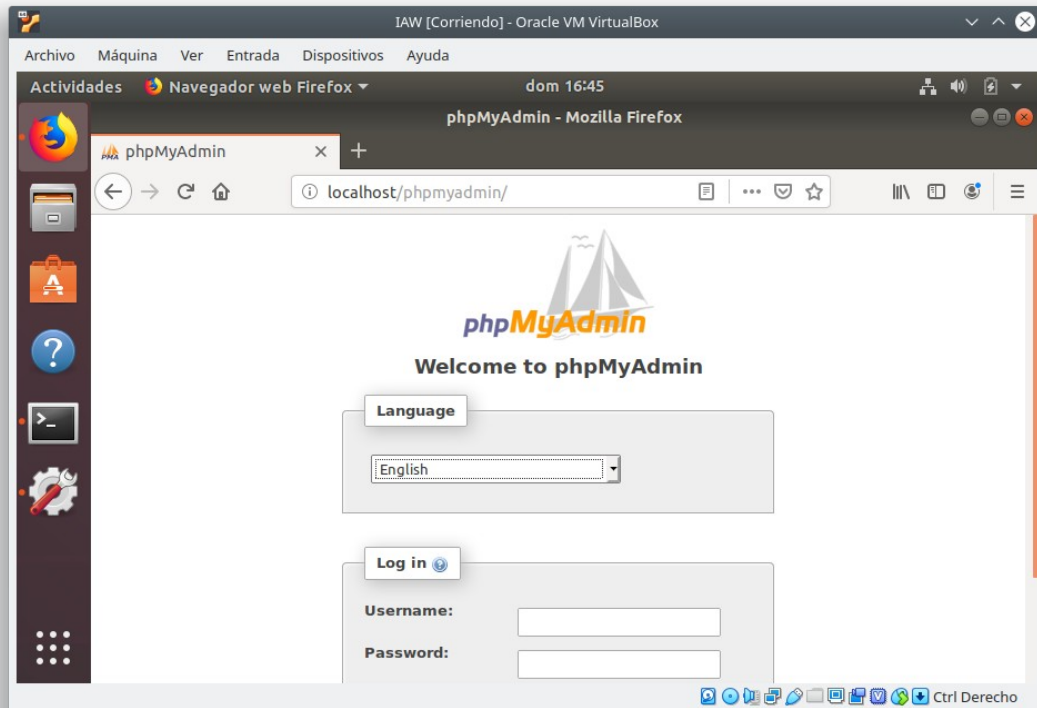 IAW [Corriendo] - Oracle VM VirtualBox
Archivo Máquina Ver Entrada Dispositivos Ayuda
Actividades Navegador web Firefox dom 16:45
phpMyAdmin - Mozilla Firefox
PMA phpMyAdmin
localhost/phpmyadmin/
phpMyAdmin
Welcome to phpMyAdmin
Language
English
Log in
Username:
Password:
Ctrl Derecho